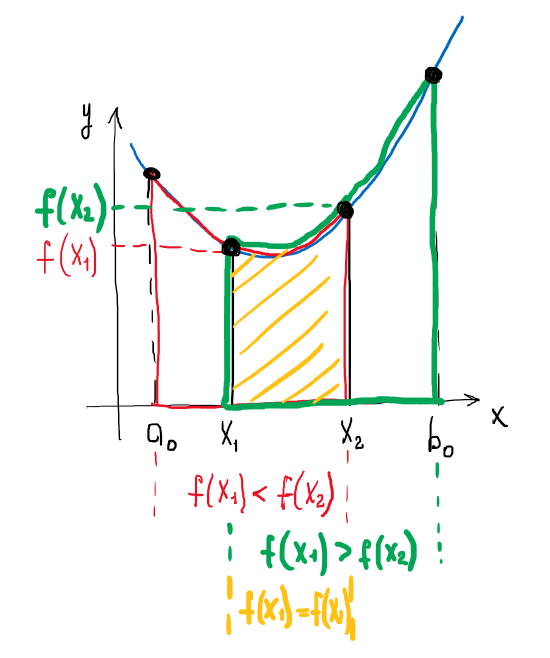 y
f(x₂)
f(x₁)
x
a₀ x₁ x₂ b₀
f(x₁) < f(x₂)
f(x₁) > f(x₂)
f(x₁) = f(x₂)